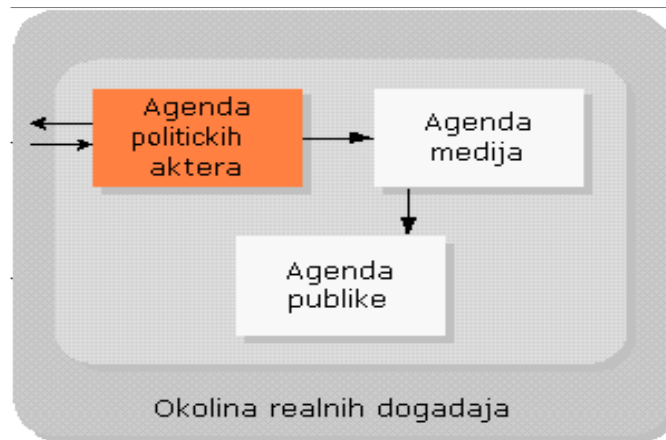 Agenda
politickih
aktera
Agenda
medija
Agenda
publike
Okolina realnih dogadaja